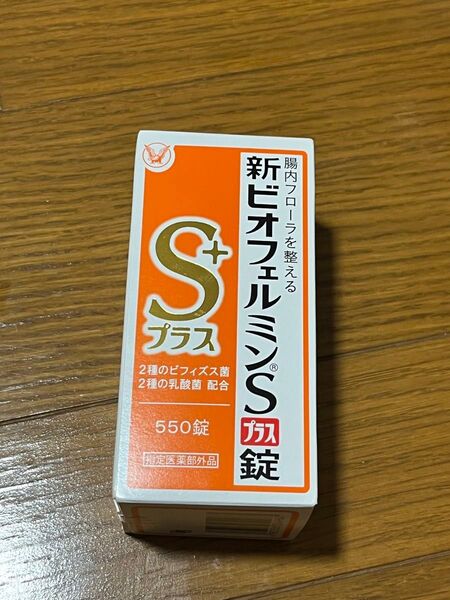 腸内フローラを整える
新ビオフェルミン®Sプラス錠
S+
プラス
2種のビフィズス菌
2種の乳酸菌 配合
550錠
指定医薬部外品